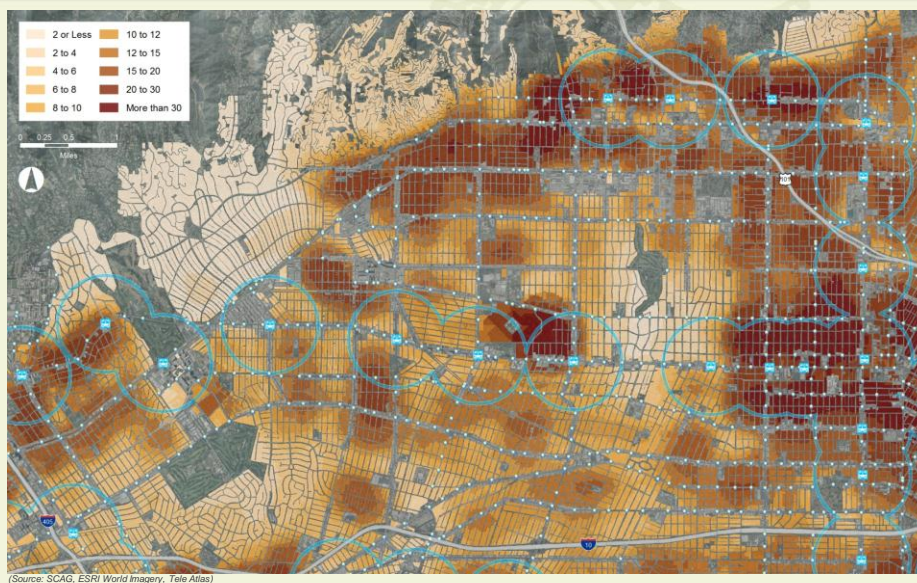 2 or Less
2 to 4
4 to 6
6 to 8
8 to 10
10 to 12
12 to 15
15 to 20
20 to 30
More than 30
0 0.25 0.5 1
Miles
101
405
10
(Source: SCAG, ESRI World Imagery, Tele Atlas)